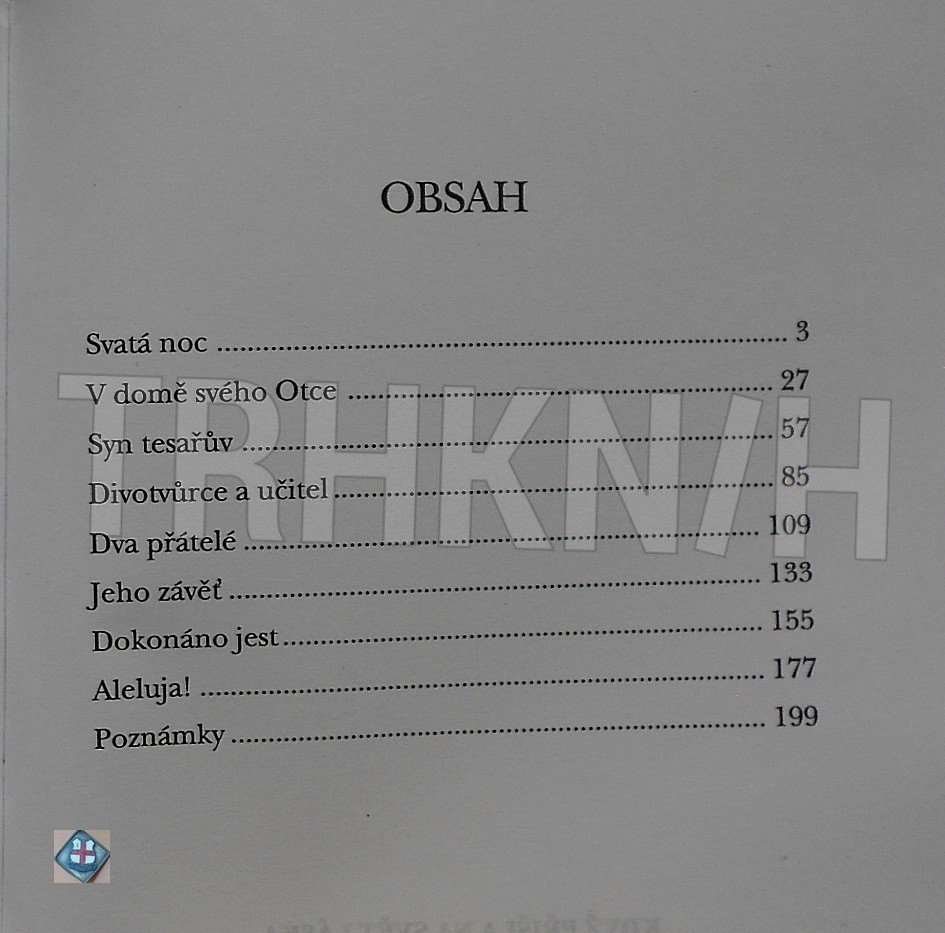 OBSAH
Svatá noc ........ 3
V domě svého Otce ........ 27
Syn tesařův ........ 57
Divotvůrce a učitel ........ 85
Dva přátelé ........ 109
Jeho závěť ........ 133
Dokonáno jest ........ 155
Aleluja! ........ 177
Poznámky ........ 199
TRHKNIH